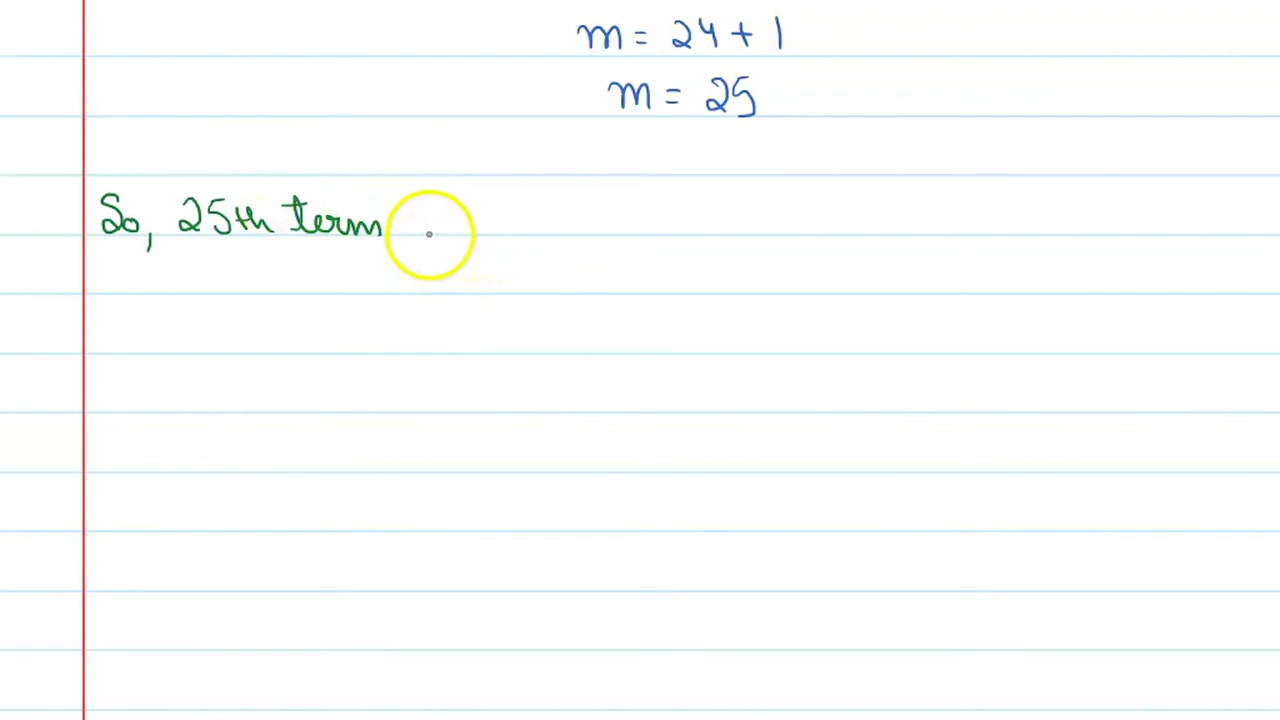 m = 24 + 1
m = 25
So, 25th term